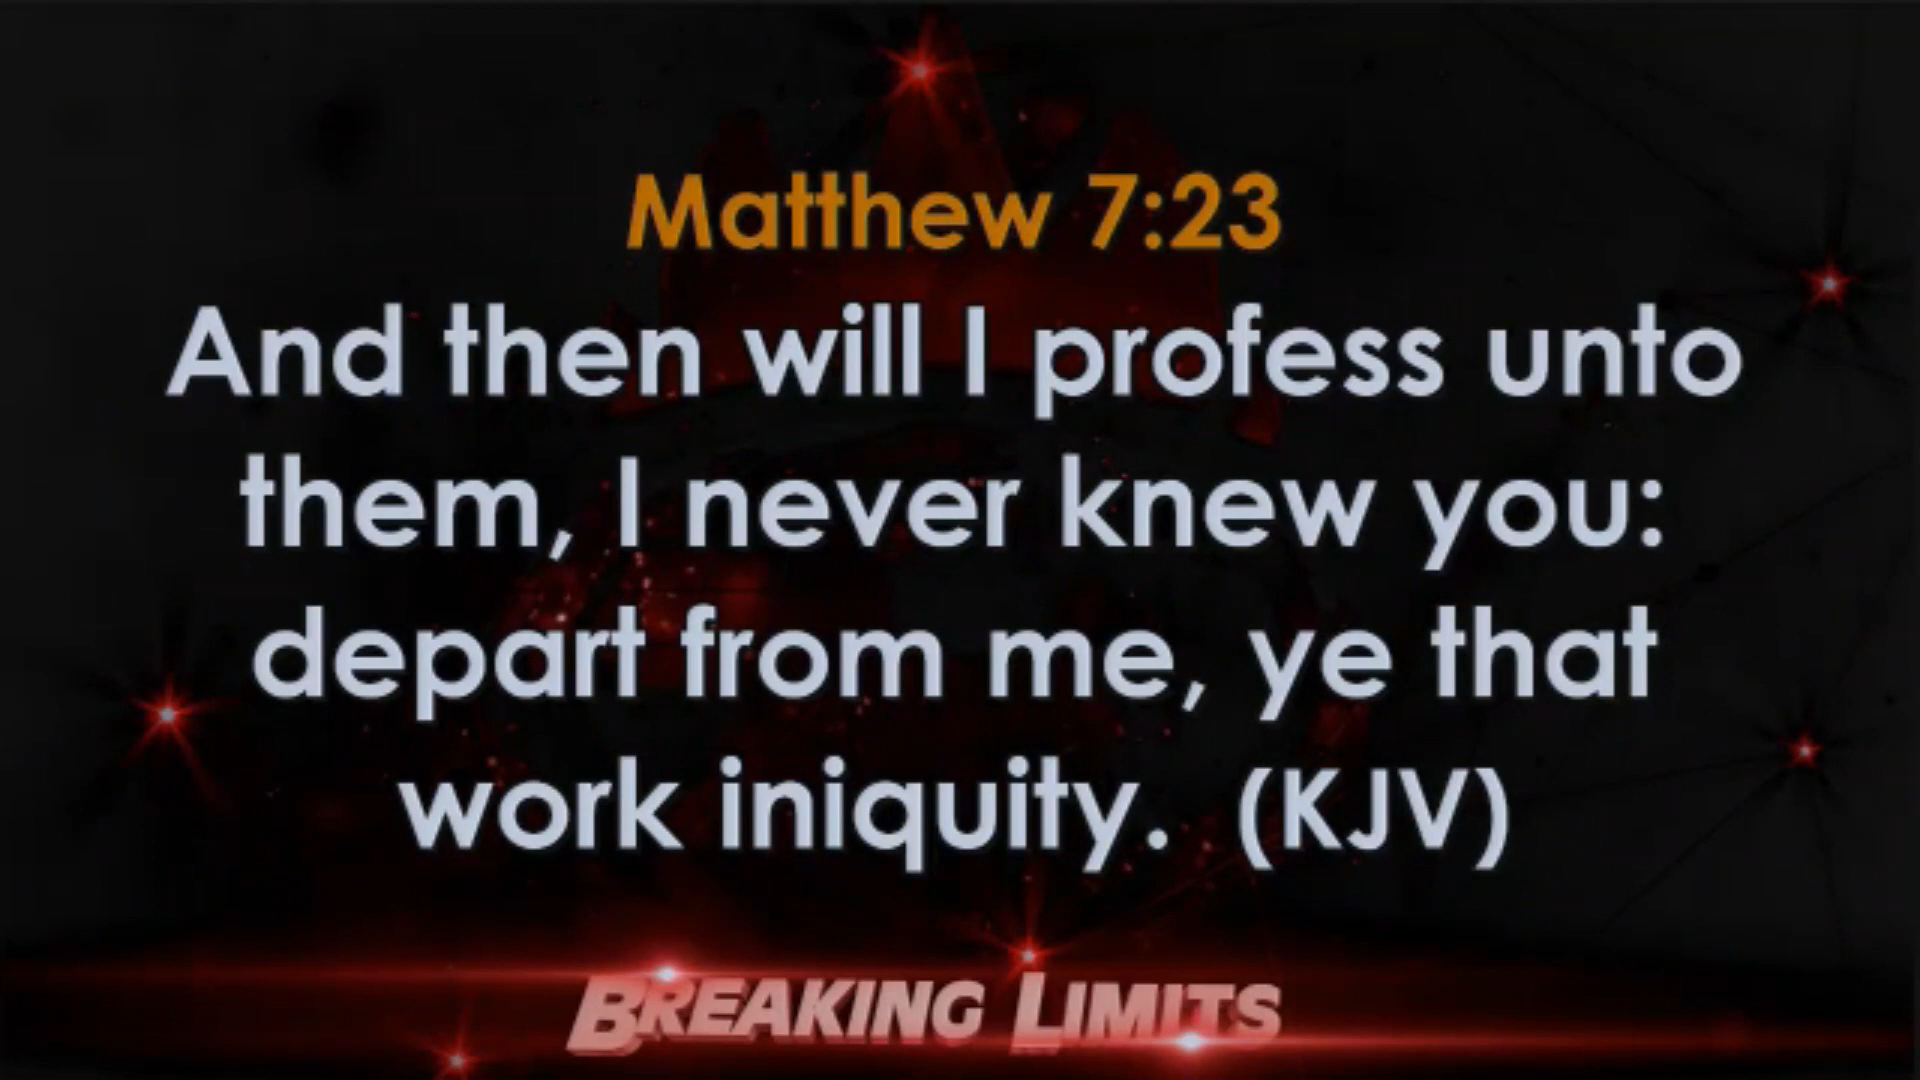 Matthew 7:23
And then will I profess unto
them, I never knew you:
depart from me, ye that
work iniquity. (KJV)
BREAKING LIMITS